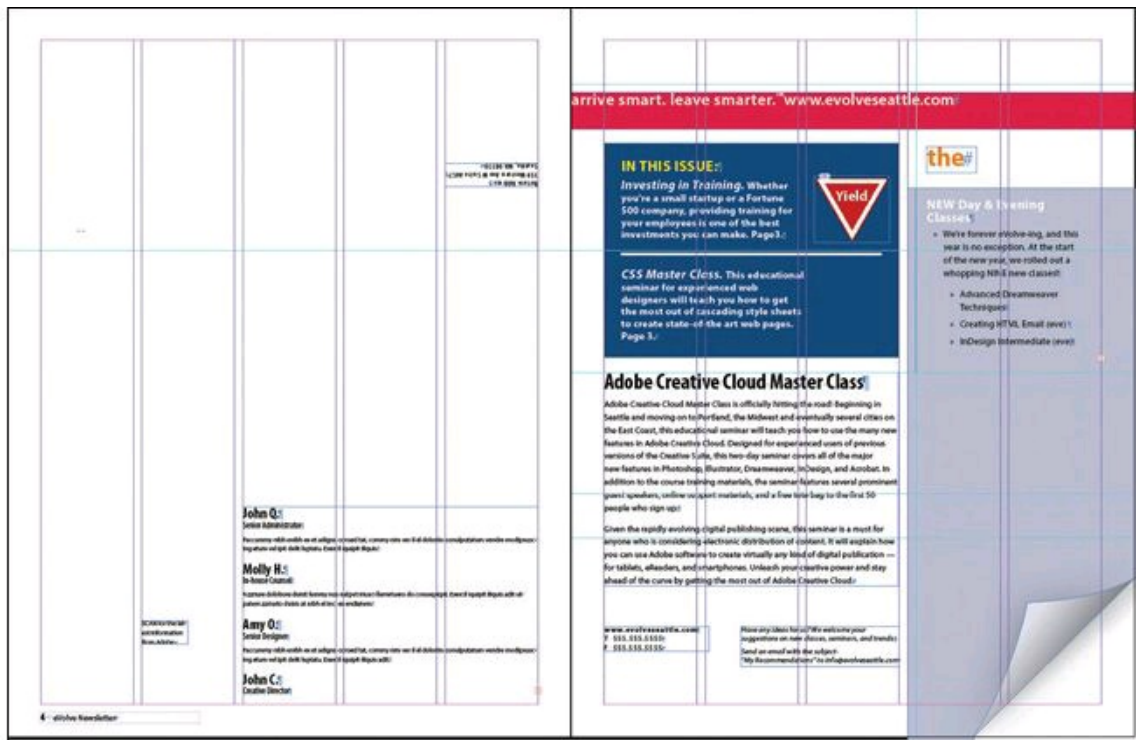 Seattle, WA
John Q.
Senior Administrator
Molly H.
In-house Counsel
SCAN for the lat-
est information
from Adobe
Amy O.
Senior Designer
John C.
Creative Director
4 eVolve Newsletter
arrive smart. leave smarter.™www.evolveseattle.com
IN THIS ISSUE:
Investing in Training. Whether
you're a small startup or a Fortune
500 company, providing training for
your employees is one of the best
investments you can make. Page3.
CSS Master Class. This educational
seminar for experienced web
designers will teach you how to get
the most out of cascading style sheets
to create state-of-the art web pages.
Page 3.
Yield
the
NEW Day & Evening
Classes
» We're forever eVolve-ing, and this
year is no exception. At the start
of the new year, we rolled out a
whopping NINE new classes!
» Advanced Dreamweaver
Techniques
» Creating HTML Email (eve)
» InDesign Intermediate (eve)
Adobe Creative Cloud Master Class
Adobe Creative Cloud Master Class is officially hitting the road! Beginning in
Seattle and moving on to Portland, the Midwest and eventually several cities on
the East Coast, this educational seminar will teach you how to use the many new
features in Adobe Creative Cloud. Designed for experienced users of previous
versions of the Creative Suite, this two-day seminar covers all of the major
new features in Photoshop, Illustrator, Dreamweaver, InDesign, and Acrobat. In
addition to the course training materials, the seminar features several prominent
guest speakers, online support materials, and a free tote bag to the first 50
people who sign up!
Given the rapidly evolving digital publishing scene, this seminar is a must for
anyone who is considering electronic distribution of content. It will explain how
you can use Adobe software to create virtually any kind of digital publication —
for tablets, eReaders, and smartphones. Unleash your creative power and stay
ahead of the curve by getting the most out of Adobe Creative Cloud.
www.evolveseattle.com
T 555.555.5555
F 555.555.5555
Have any ideas for us? We welcome your
suggestions on new classes, seminars, and trends!
Send an email with the subject:
"My Recommendations" to info@evolveseattle.com